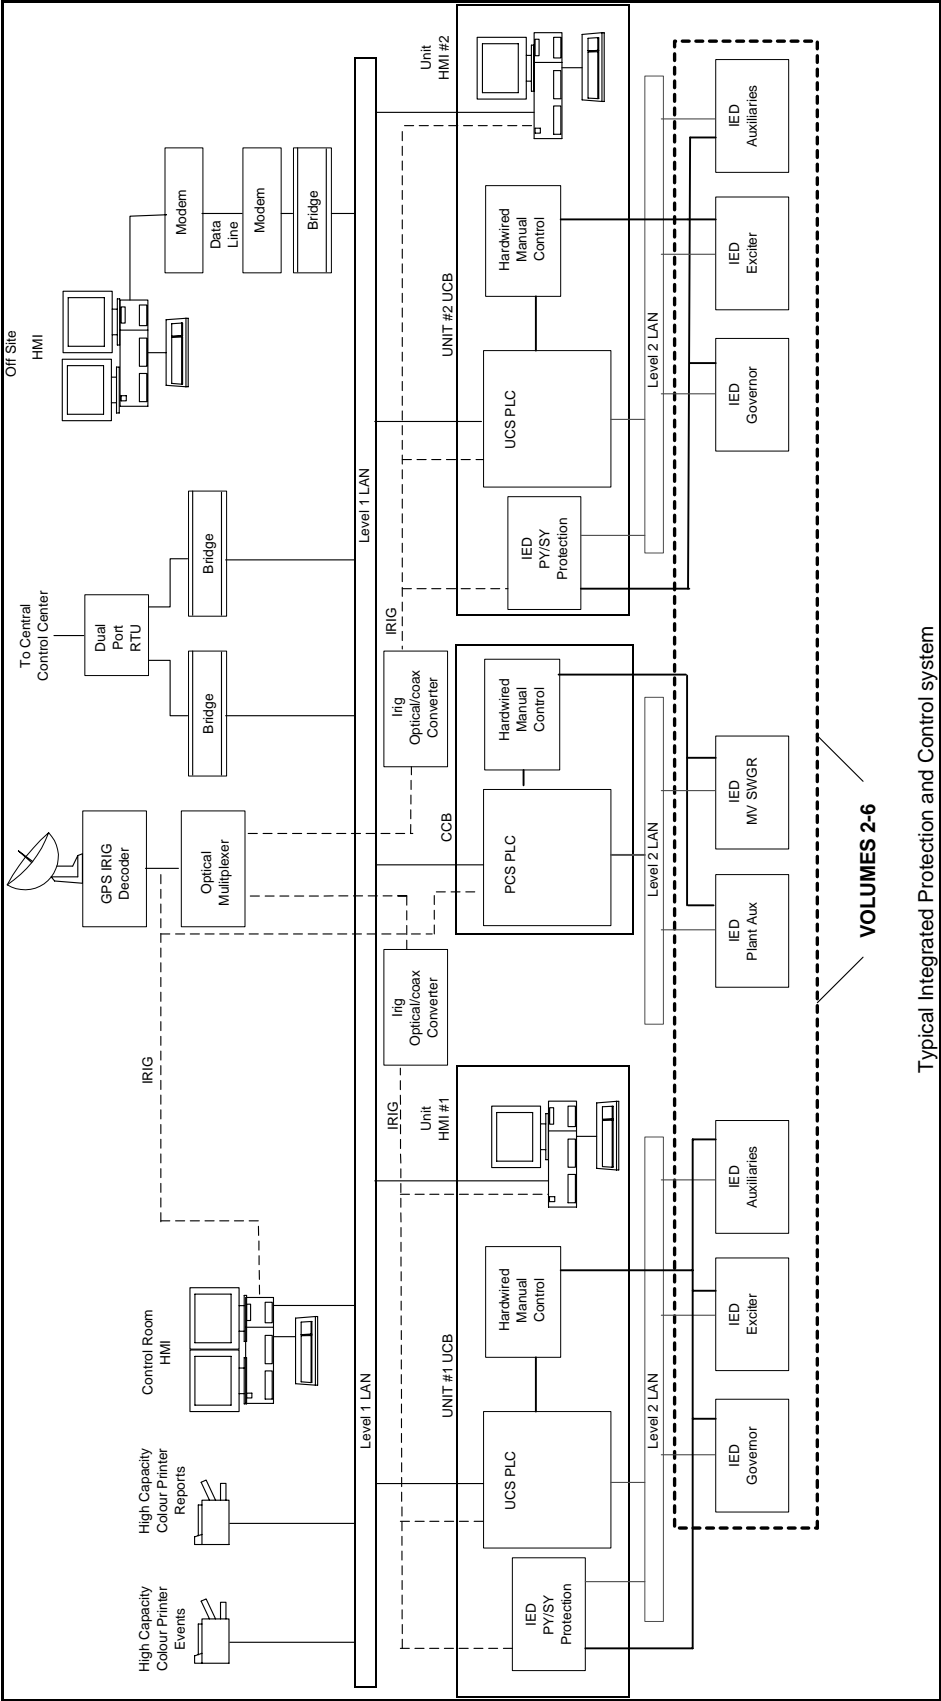 High Capacity
Colour Printer
Events
High Capacity
Colour Printer
Reports
Control Room
HMI
IRIG
GPS IRIG
Decoder
Optical
Mulitplexer
To Central
Control Center
Dual
Port
RTU
Bridge
Bridge
Off Site
HMI
Modem
Data
Line
Modem
Bridge
Level 1 LAN
Level 1 LAN
IRIG
Irig
Optical/coax
Converter
Irig
Optical/coax
Converter
IRIG
Unit
HMI #1
UNIT #1 UCB
IED
PY/SY
Protection
UCS PLC
Hardwired
Manual
Control
CCB
PCS PLC
Hardwired
Manual
Control
Unit
HMI #2
UNIT #2 UCB
IED
PY/SY
Protection
UCS PLC
Hardwired
Manual
Control
Level 2 LAN
Level 2 LAN
Level 2 LAN
IED
Governor
IED
Exciter
IED
Auxiliaries
IED
Plant Aux
IED
MV SWGR
IED
Governor
IED
Exciter
IED
Auxiliaries
VOLUMES 2-6
Typical Integrated Protection and Control system